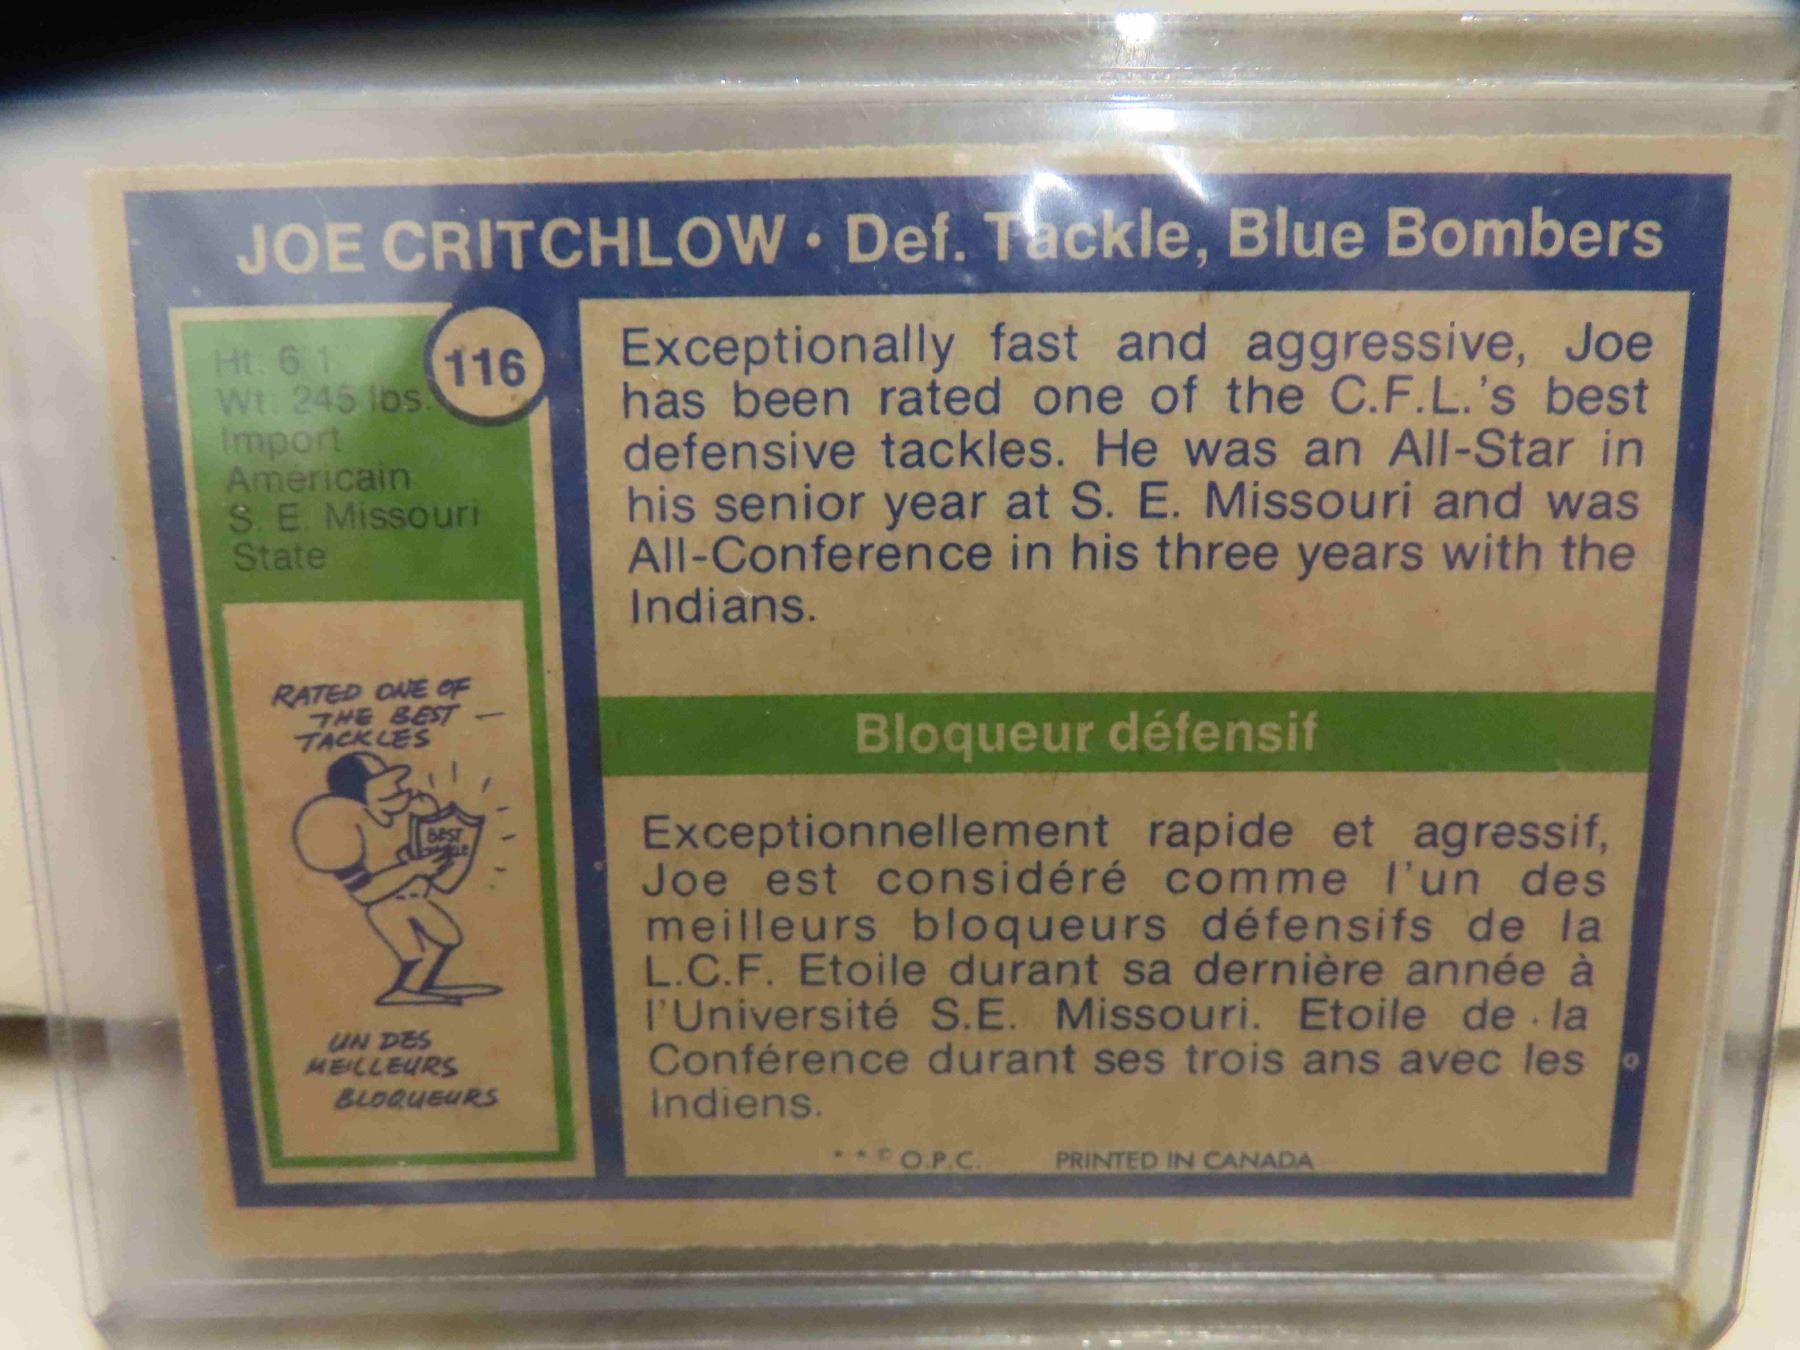 JOE CRITCHLOW • Def. Tackle, Blue Bombers
116
Ht. 6 1
Wt. 245 lbs.
Import
Américain
S. E. Missouri
State
RATED ONE OF
THE BEST —
TACKLES
BEST
UN DES
MEILLEURS
BLOQUEURS
Exceptionally fast and aggressive, Joe
has been rated one of the C.F.L.'s best
defensive tackles. He was an All-Star in
his senior year at S. E. Missouri and was
All-Conference in his three years with the
Indians.
Bloqueur défensif
Exceptionnellement rapide et agressif,
Joe est considéré comme l'un des
meilleurs bloqueurs défensifs de la
L.C.F. Etoile durant sa dernière année à
l'Université S.E. Missouri. Etoile de la
Conférence durant ses trois ans avec les
Indiens.
* * © O.P.C. PRINTED IN CANADA